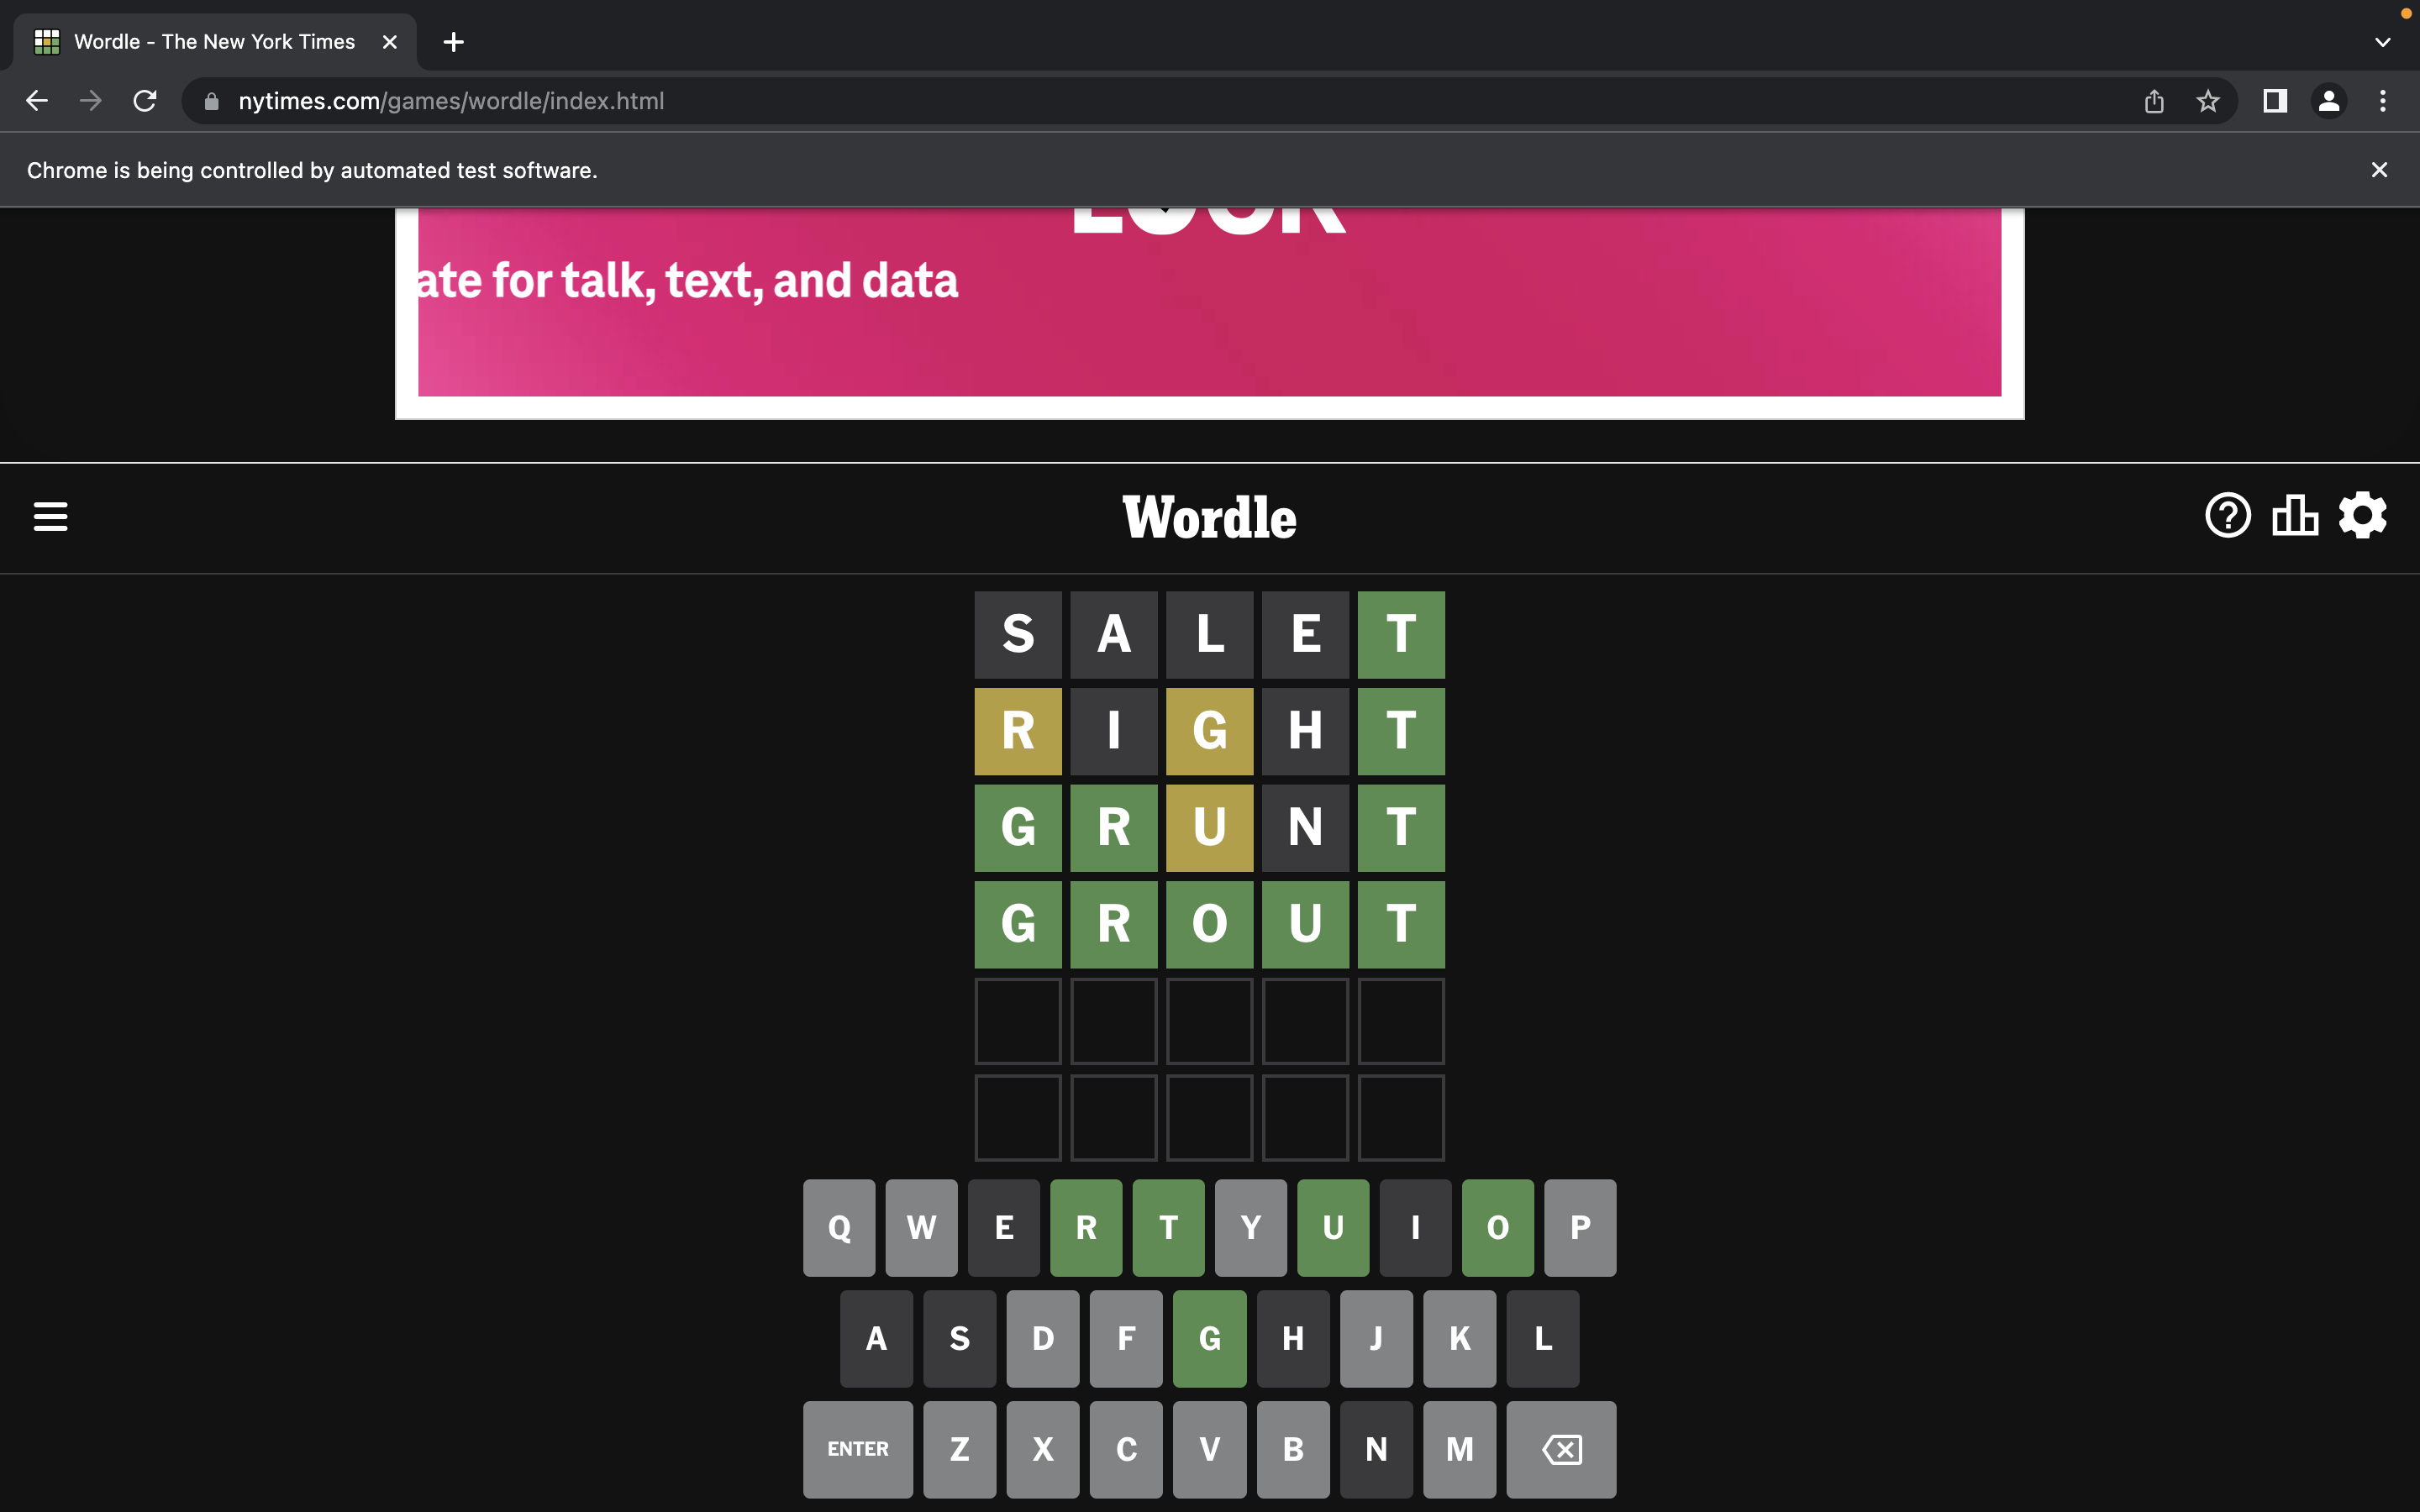 Wordle - The New York Times
nytimes.com/games/wordle/index.html
Chrome is being controlled by automated test software.
LOOK
ate for talk, text, and data
Wordle
S A L E T
R I G H T
G R U N T
G R O U T
Q W E R T Y U I O P
A S D F G H J K L
ENTER Z X C V B N M